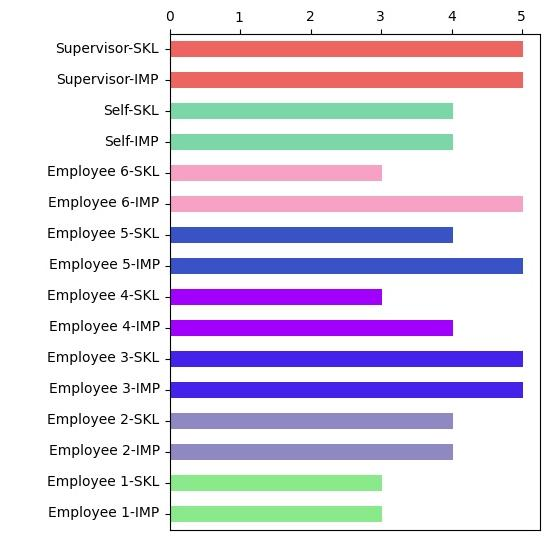 0 1 2 3 4 5
Supervisor-SKL
Supervisor-IMP
Self-SKL
Self-IMP
Employee 6-SKL
Employee 6-IMP
Employee 5-SKL
Employee 5-IMP
Employee 4-SKL
Employee 4-IMP
Employee 3-SKL
Employee 3-IMP
Employee 2-SKL
Employee 2-IMP
Employee 1-SKL
Employee 1-IMP